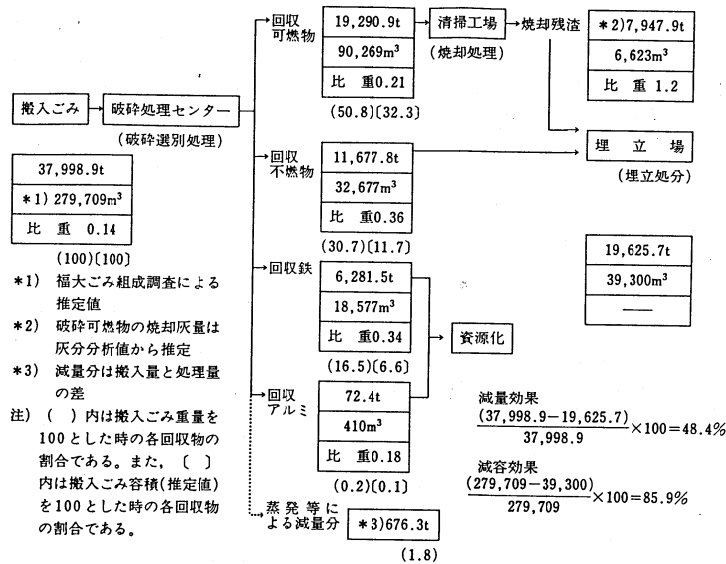 回収
可燃物
19,290.9t
90,269m³
比 重0.21
(50.8)〔32.3〕
清掃工場
(焼却処理)
焼却残渣
*2)7,947.9t
6,623m³
比 重 1.2
搬入ごみ
破砕処理センター
(破砕選別処理)
37,998.9t
*1) 279,709m³
比 重 0.14
(100)〔100〕
回収
不燃物
11,677.8t
32,677m³
比 重0.36
(30.7)〔11.7〕
埋 立 場
(埋立処分)
19,625.7t
39,300m³
——
回収鉄
6,281.5t
18,577m³
比 重0.34
(16.5)〔6.6〕
資源化
回収
アルミ
72.4t
410m³
比 重0.18
(0.2)〔0.1〕
蒸発等に
よる減量分
*3)676.3t
(1.8)
*1) 福大ごみ組成調査による
推定値
*2) 破砕可燃物の焼却灰量は
灰分分析値から推定
*3) 減量分は搬入量と処理量
の差
注) ( )内は搬入ごみ重量を
100とした時の各回収物の
割合である。また,〔 〕
内は搬入ごみ容積(推定値)
を100とした時の各回収物
の割合である。
減量効果
(37,998.9−19,625.7)
37,998.9
×100=48.4%
減容効果
(279,709−39,300)
279,709
×100=85.9%